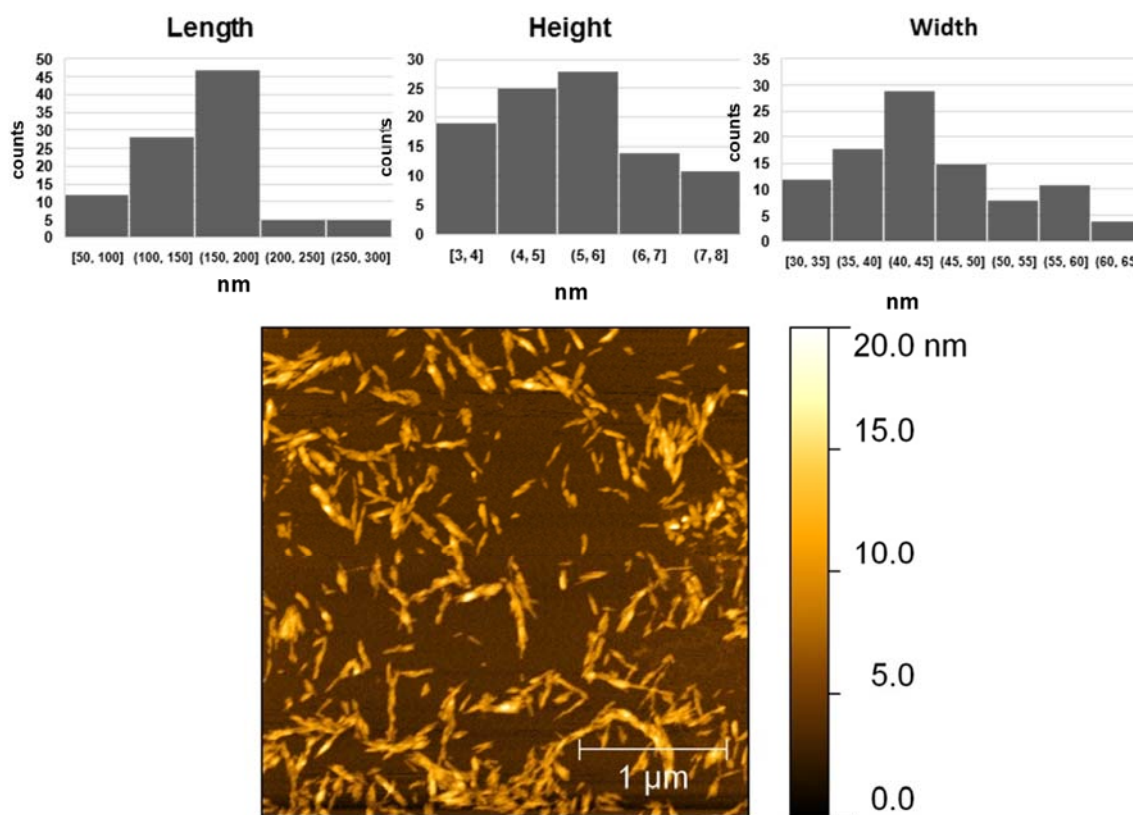 Length
50
45
40
35
30
25
20
15
10
5
0
counts
[50, 100] (100, 150] (150, 200] (200, 250] (250, 300]
nm
Height
30
25
20
15
10
5
0
counts
[3, 4] (4, 5] (5, 6] (6, 7] (7, 8]
nm
Width
35
30
25
20
15
10
5
0
counts
[30, 35] (35, 40] (40, 45] (45, 50] (50, 55] (55, 60] (60, 65
nm
1 µm
20.0 nm
15.0
10.0
5.0
0.0